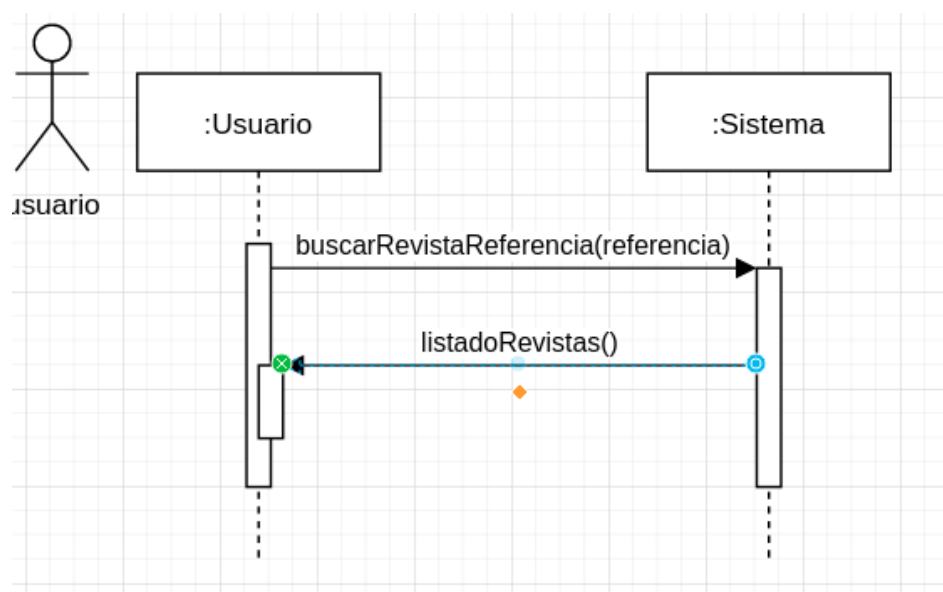 :Usuario
:Sistema
usuario
buscarRevistaReferencia(referencia)
listadoRevistas()